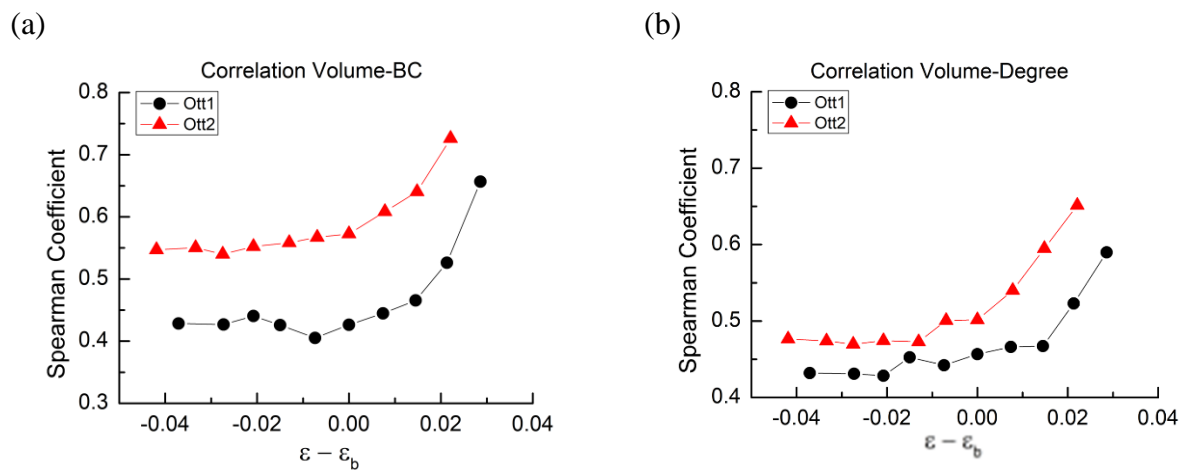 (a)
Correlation Volume-BC
Ott1
Ott2
Spearman Coefficient
0.8
0.7
0.6
0.5
0.4
0.3
-0.04
-0.02
0.00
0.02
0.04
ε − εb
(b)
Correlation Volume-Degree
Ott1
Ott2
Spearman Coefficient
0.8
0.7
0.6
0.5
0.4
-0.04
-0.02
0.00
0.02
0.04
ε − εb